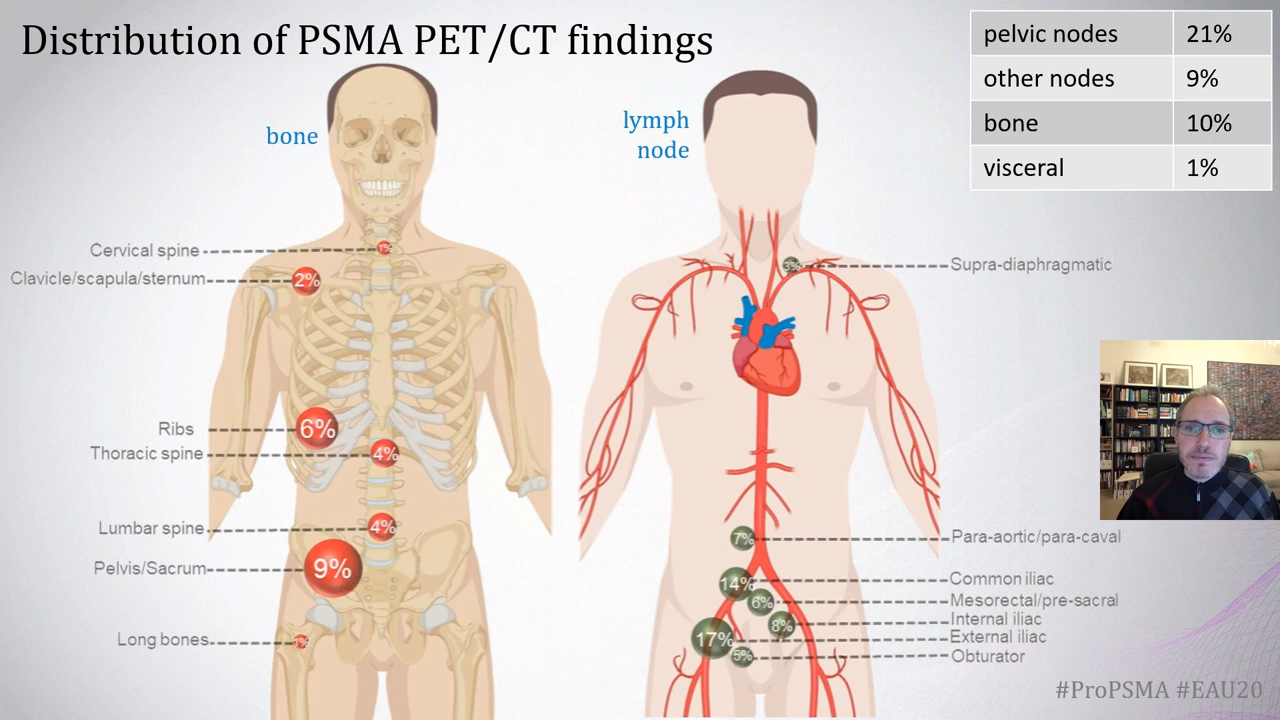 Distribution of PSMA PET/CT findings
pelvic nodes 21%
other nodes 9%
bone 10%
visceral 1%
bone
lymph
node
Cervical spine 1%
Clavicle/scapula/sternum 2%
Ribs 6%
Thoracic spine 4%
Lumbar spine 4%
Pelvis/Sacrum 9%
Long bones 1%
3% Supra-diaphragmatic
7% Para-aortic/para-caval
14% Common iliac
6% Mesorectal/pre-sacral
8% Internal iliac
17% External iliac
5% Obturator
#ProPSMA #EAU20